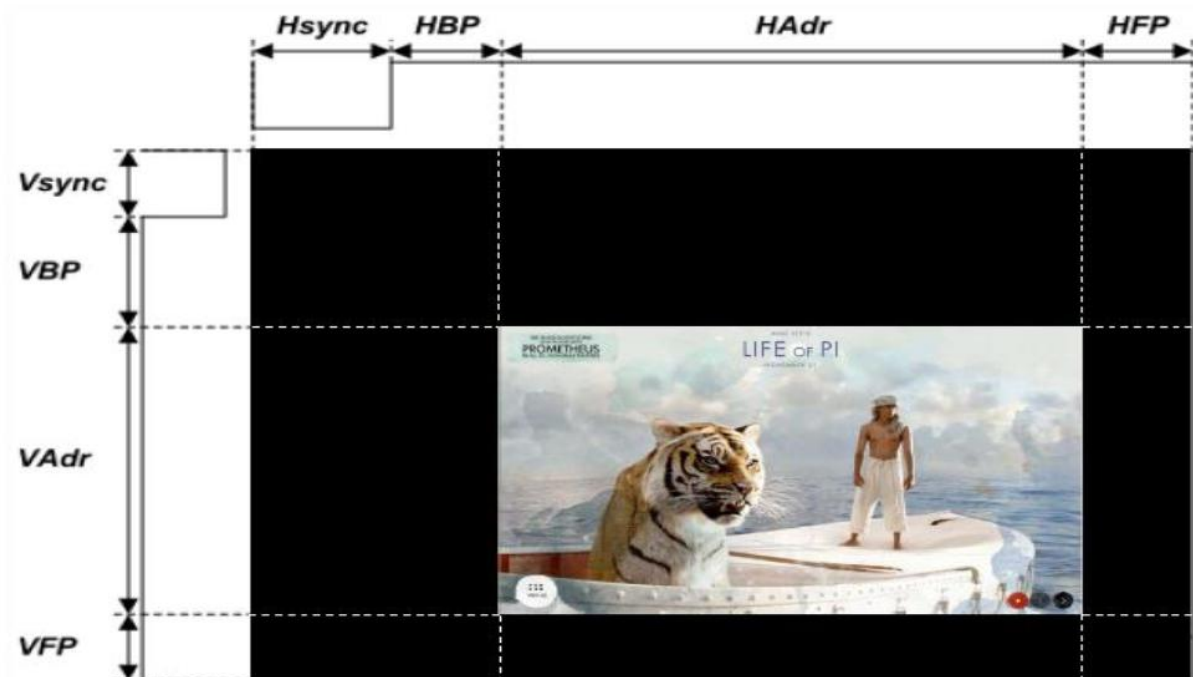 Hsync HBP HAdr HFP
Vsync
VBP
VAdr
VFP
PROMETHEUS
LIFE OF PI